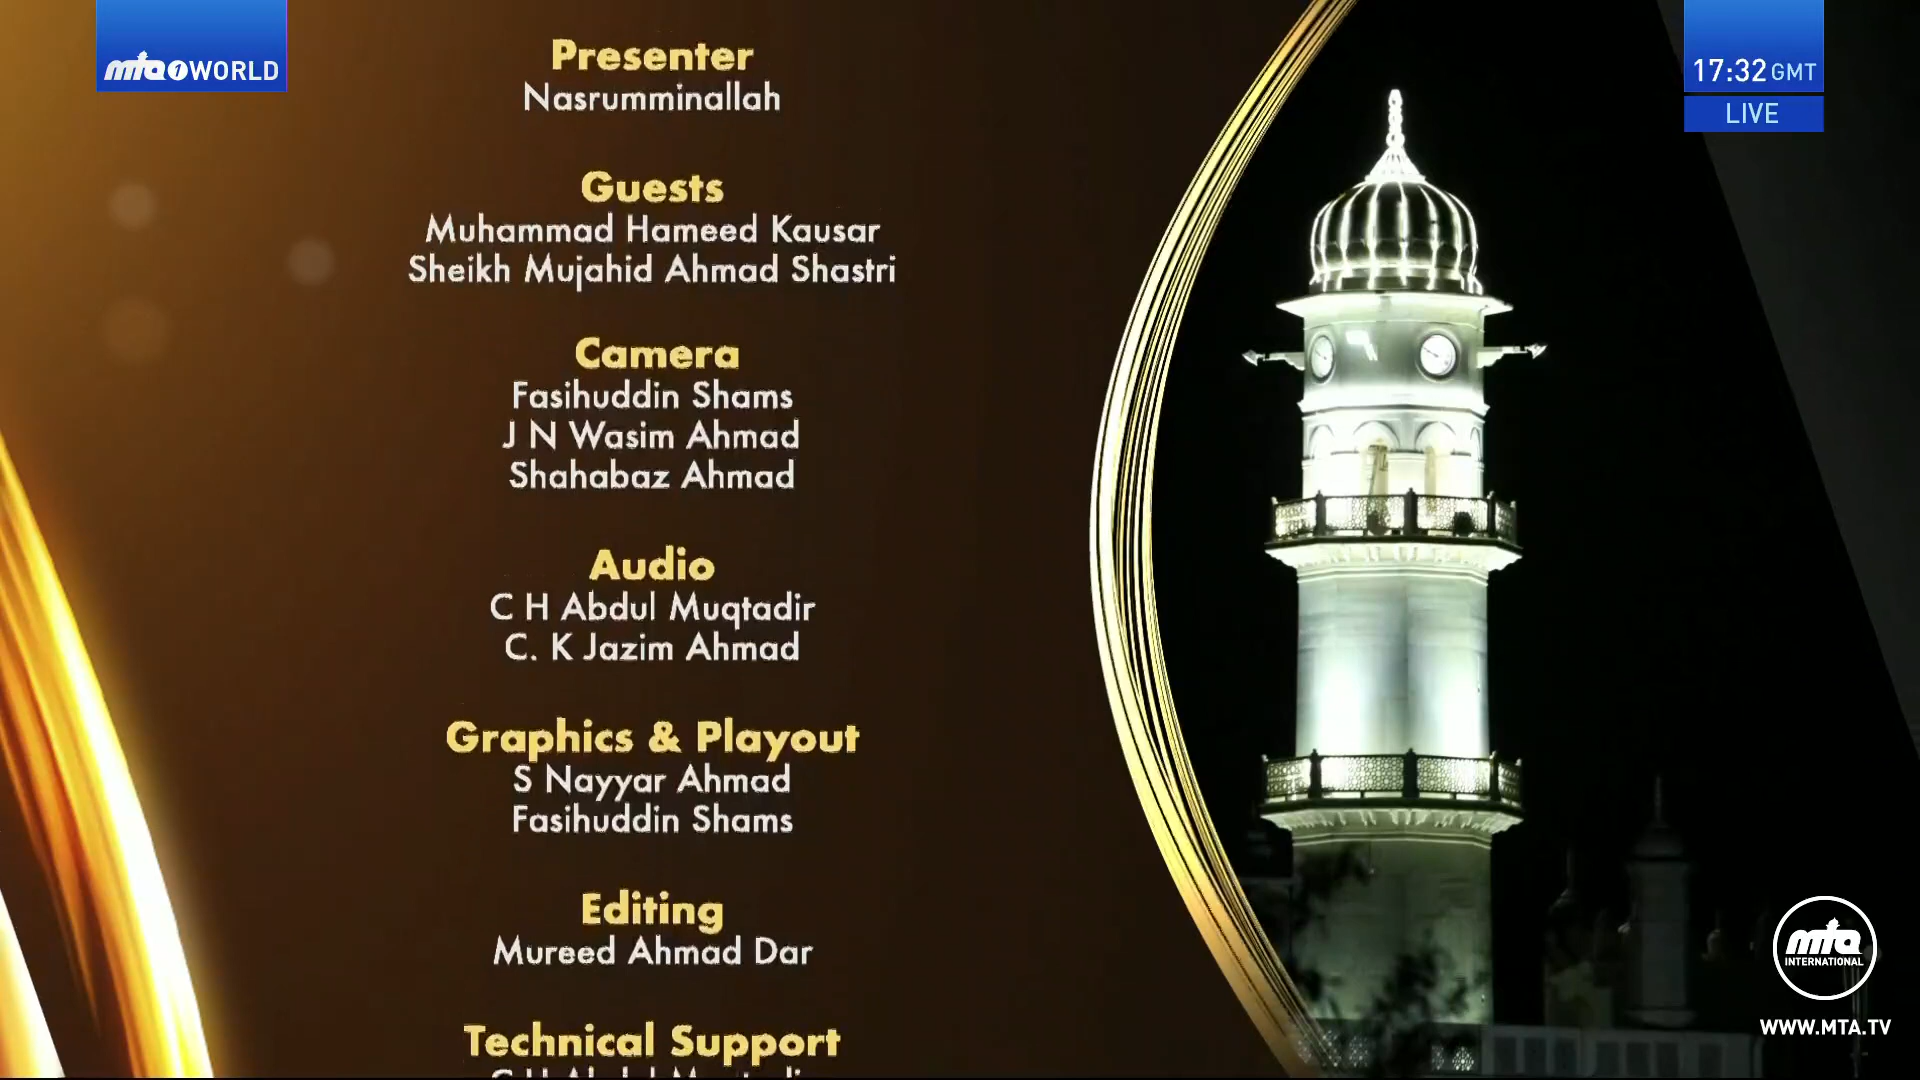 mta1 WORLD
17:32 GMT
LIVE
Presenter
Nasrumminallah
Guests
Muhammad Hameed Kausar
Sheikh Mujahid Ahmad Shastri
Camera
Fasihuddin Shams
J N Wasim Ahmad
Shahabaz Ahmad
Audio
C H Abdul Muqtadir
C. K Jazim Ahmad
Graphics & Playout
S Nayyar Ahmad
Fasihuddin Shams
Editing
Mureed Ahmad Dar
Technical Support
mta
INTERNATIONAL
WWW.MTA.TV